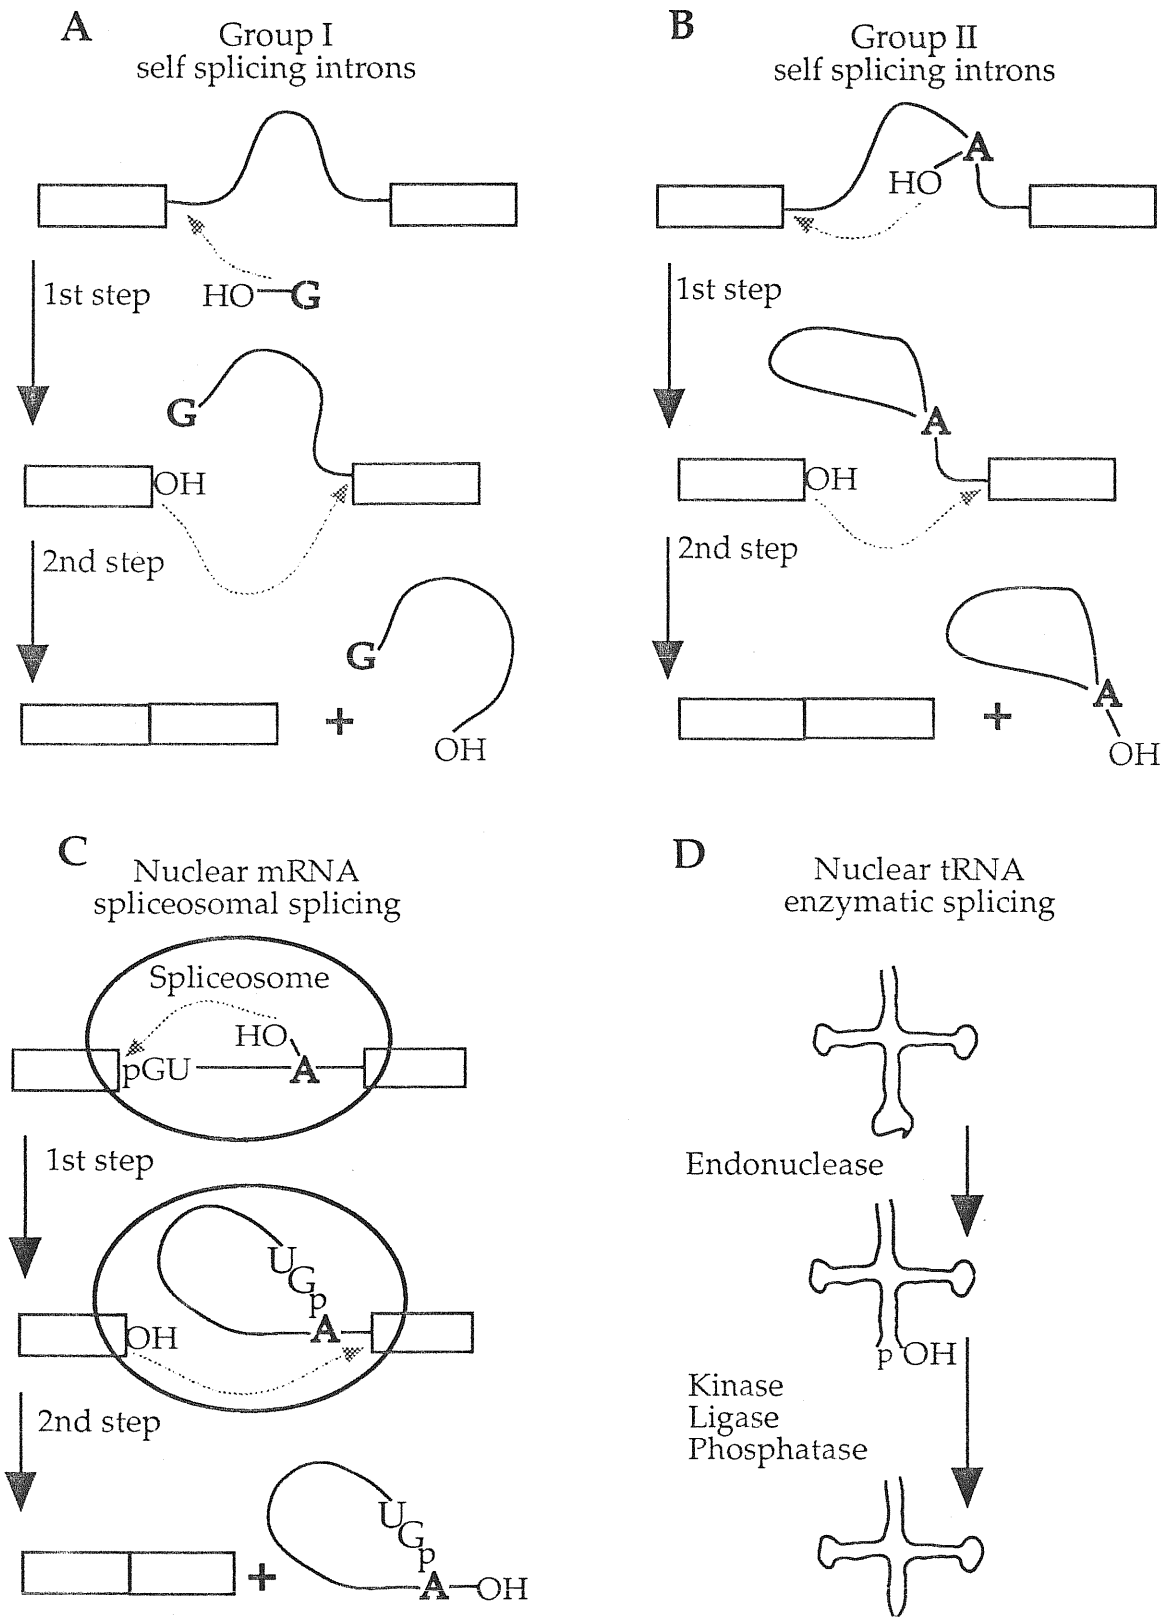 A
Group I
self splicing introns
1st step
HO G
G
OH
2nd step
G
+
OH
B
Group II
self splicing introns
A
HO
1st step
A
OH
2nd step
A
+
OH
C
Nuclear mRNA
spliceosomal splicing
Spliceosome
HO
pGU A
1st step
U
G
p
A
OH
2nd step
U
G
p
+
A OH
D
Nuclear tRNA
enzymatic splicing
Endonuclease
p OH
Kinase
Ligase
Phosphatase